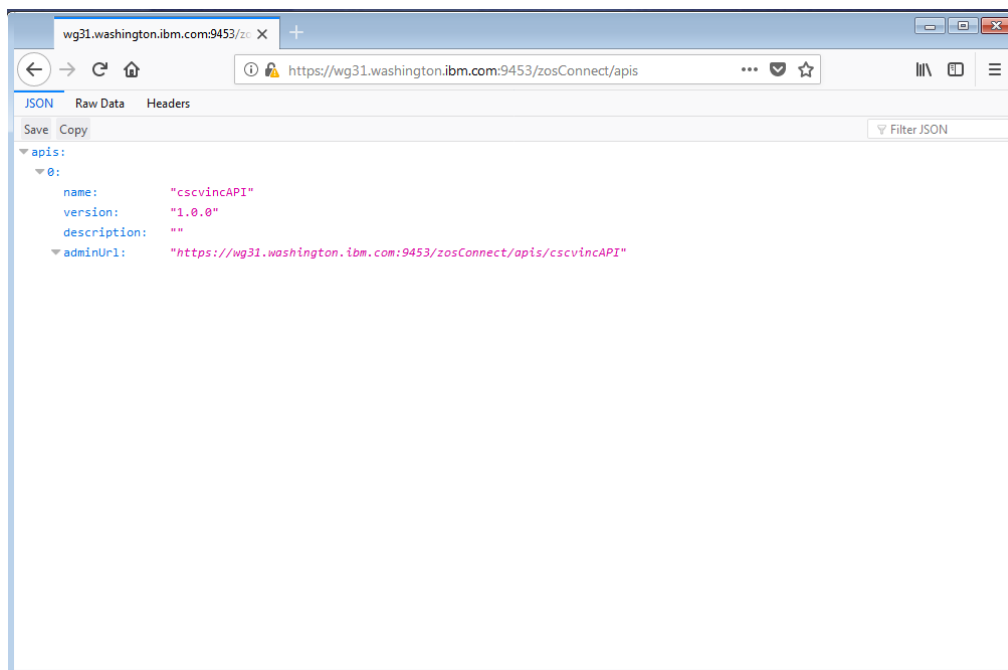 wg31.washington.ibm.com:9453/zo
https://wg31.washington.ibm.com:9453/zosConnect/apis
JSON Raw Data Headers
Save Copy Filter JSON
apis:
0:
name: "cscvincAPI"
version: "1.0.0"
description: ""
adminUrl: "https://wg31.washington.ibm.com:9453/zosConnect/apis/cscvincAPI"